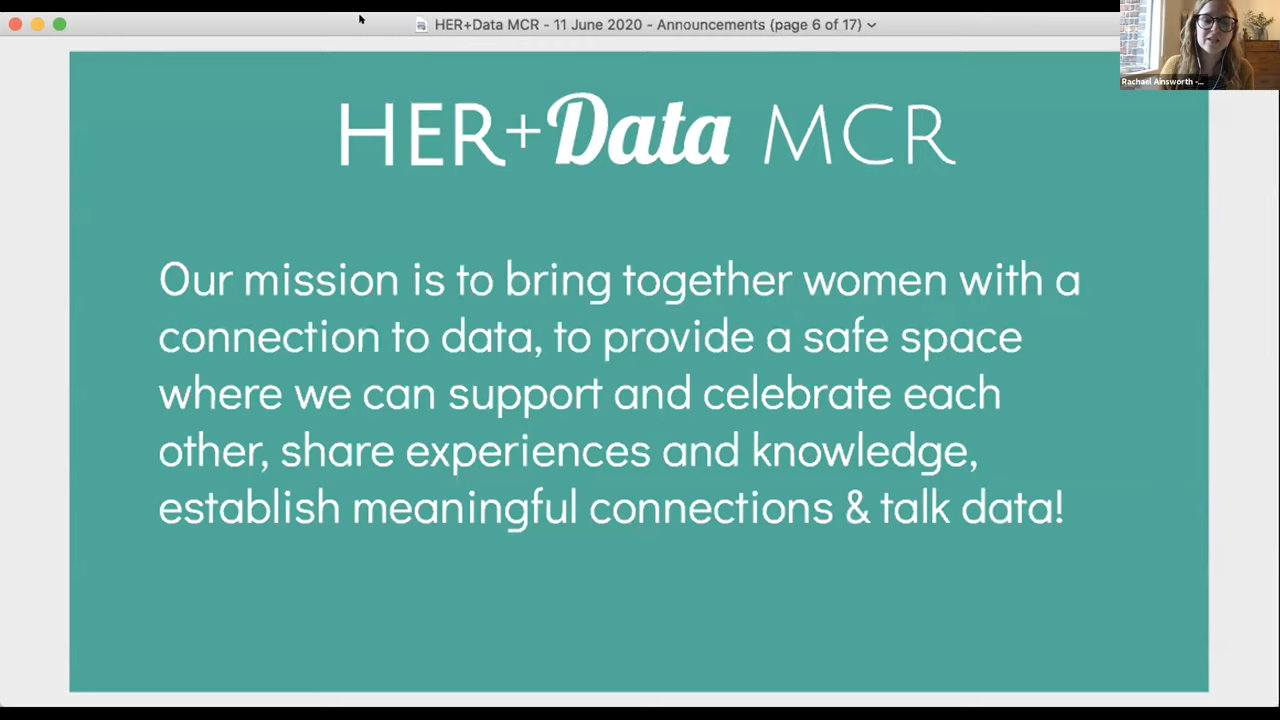 HER+Data MCR - 11 June 2020 - Announcements (page 6 of 17)
Rachael Ainsworth -...
HER+Data MCR
Our mission is to bring together women with a
connection to data, to provide a safe space
where we can support and celebrate each
other, share experiences and knowledge,
establish meaningful connections & talk data!